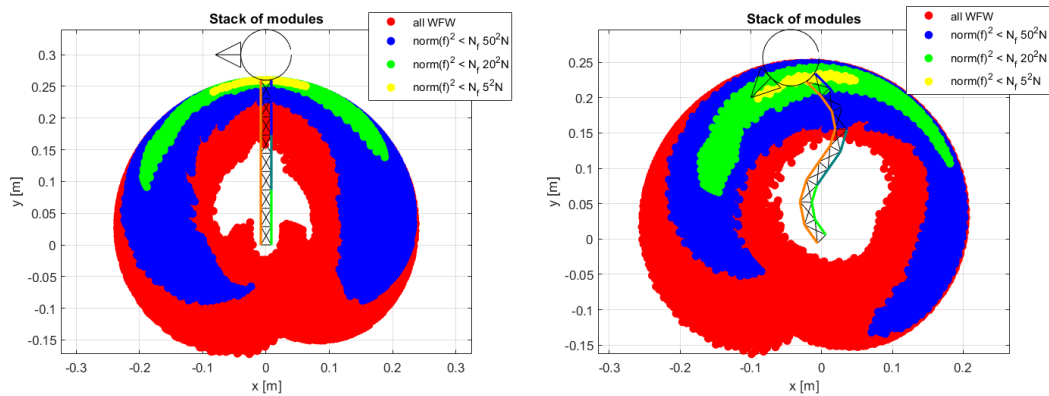 Stack of modules
all WFW
norm(f)² < N_f 50²N
norm(f)² < N_f 20²N
norm(f)² < N_f 5²N
y [m]
0.3
0.25
0.2
0.15
0.1
0.05
0
-0.05
-0.1
-0.15
-0.3 -0.2 -0.1 0 0.1 0.2 0.3
x [m]
Stack of modules
all WFW
norm(f)² < N_f 50²N
norm(f)² < N_f 20²N
norm(f)² < N_f 5²N
y [m]
0.25
0.2
0.15
0.1
0.05
0
-0.05
-0.1
-0.15
-0.2 -0.1 0 0.1 0.2
x [m]